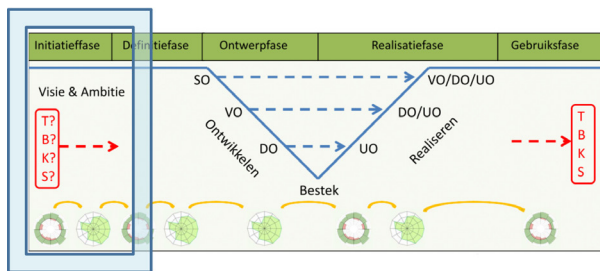 Initiatieffase
Definitiefase
Ontwerpfase
Realisatiefase
Gebruiksfase
Visie & Ambitie
SO
VO/DO/UO
VO
DO/UO
DO
UO
Ontwikkelen
Realiseren
Bestek
T?
B?
K?
S?
T
B
K
S